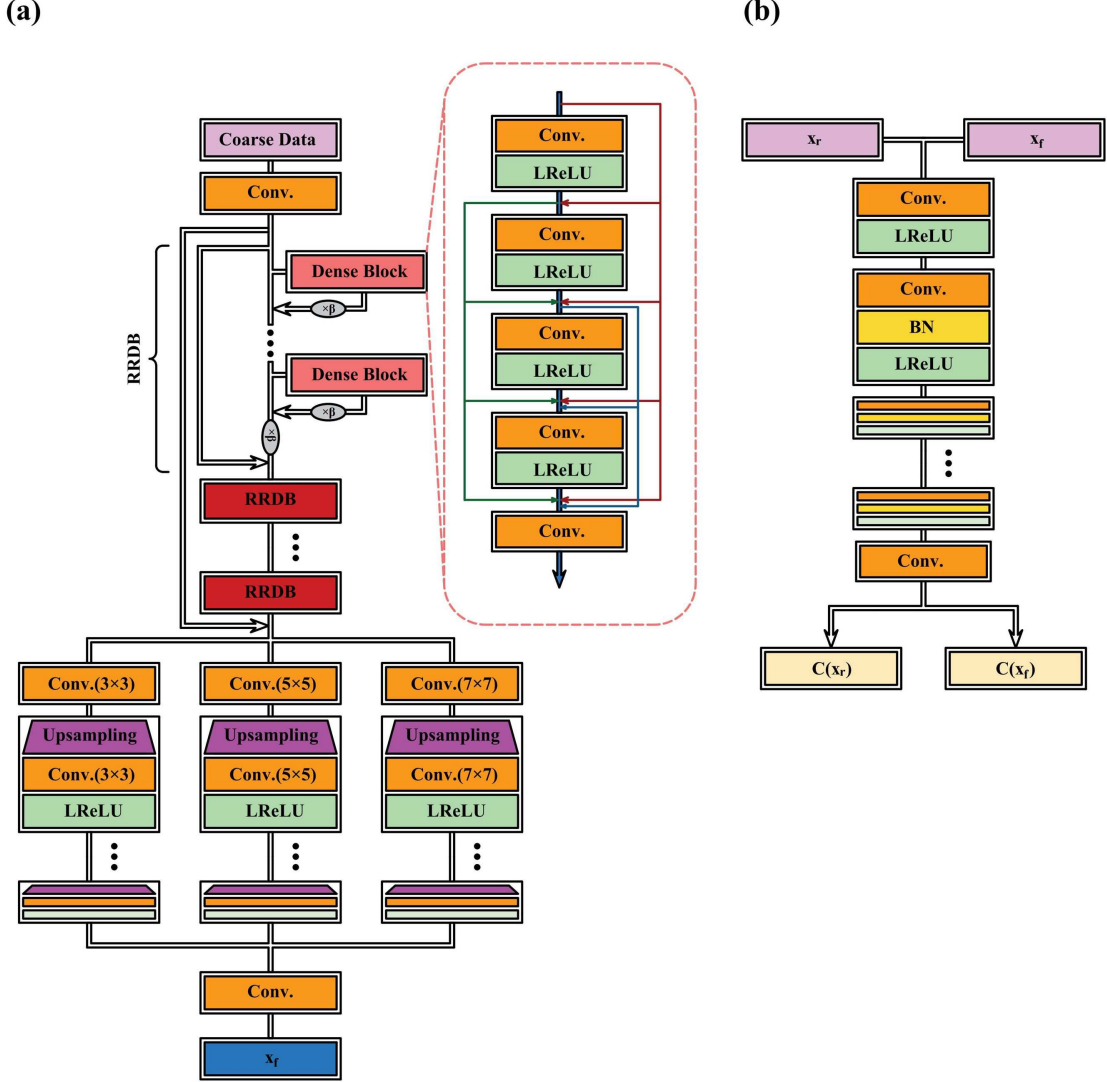 (a)
Coarse Data
Conv.
Dense Block
×β
RRDB
Dense Block
×β
×β
RRDB
RRDB
Conv.(3×3)
Conv.(5×5)
Conv.(7×7)
Upsampling
Upsampling
Upsampling
Conv.(3×3)
Conv.(5×5)
Conv.(7×7)
LReLU
LReLU
LReLU
Conv.
xf
Conv.
LReLU
Conv.
LReLU
Conv.
LReLU
Conv.
LReLU
Conv.
(b)
xr
xf
Conv.
LReLU
Conv.
BN
LReLU
Conv.
C(xr)
C(xf)